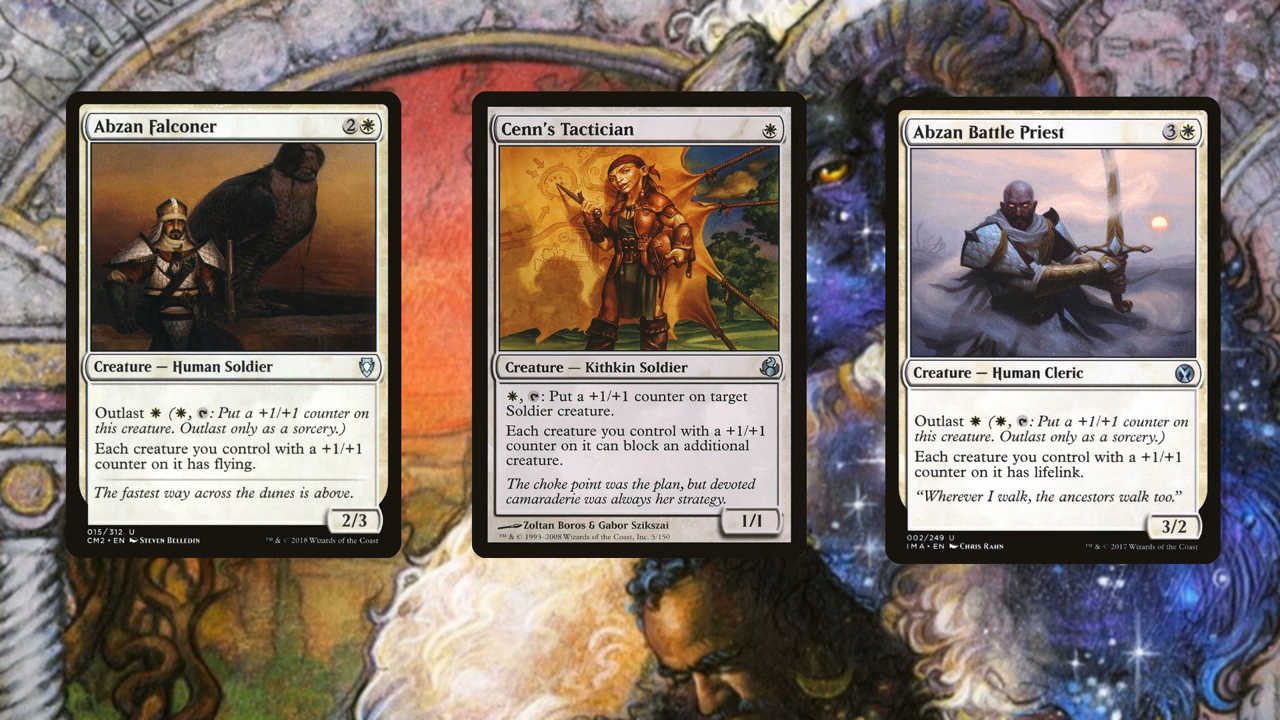 Abzan Falconer 2
Creature — Human Soldier
Outlast (, : Put a +1/+1 counter on
this creature. Outlast only as a sorcery.)
Each creature you control with a +1/+1
counter on it has flying.
The fastest way across the dunes is above.
2/3
015/312 U
CM2 • EN Steven Belledin
™ & © 2018 Wizards of the Coast
Cenn's Tactician
Creature — Kithkin Soldier
, : Put a +1/+1 counter on target
Soldier creature.
Each creature you control with a +1/+1
counter on it can block an additional
creature.
The choke point was the plan, but devoted
camaraderie was always her strategy.
1/1
Zoltan Boros & Gabor Szikszai
™ & © 1993–2008 Wizards of the Coast, Inc. 5/150
Abzan Battle Priest 3
Creature — Human Cleric
Outlast (, : Put a +1/+1 counter on
this creature. Outlast only as a sorcery.)
Each creature you control with a +1/+1
counter on it has lifelink.
“Wherever I walk, the ancestors walk too.”
3/2
002/249 U
IMA • EN Chris Rahn
™ & © 2017 Wizards of the Coast